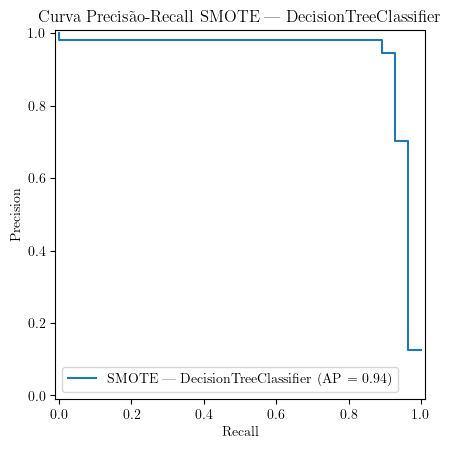 Curva Precisão-Recall SMOTE — DecisionTreeClassifier
1.0
0.8
0.6
0.4
0.2
0.0
Precision
SMOTE — DecisionTreeClassifier (AP = 0.94)
0.0 0.2 0.4 0.6 0.8 1.0
Recall